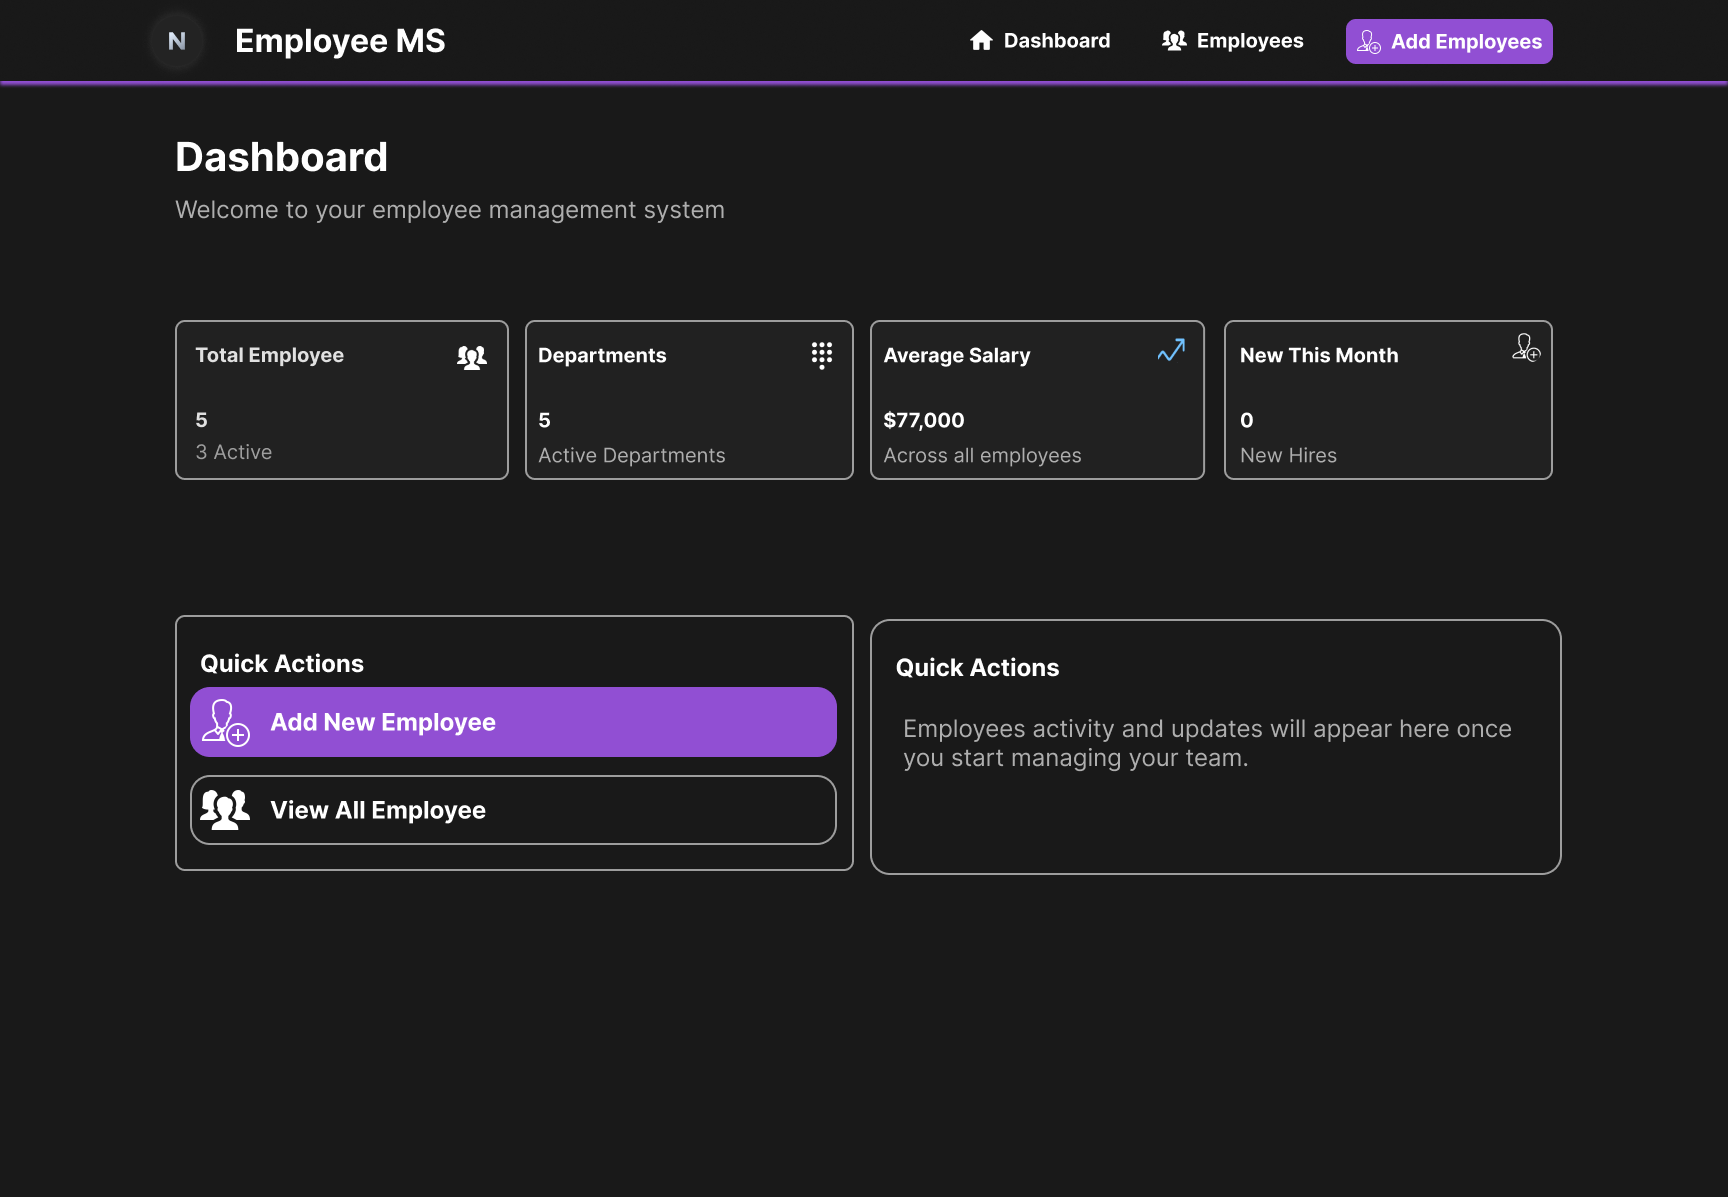 N
Employee MS
Dashboard
Employees
Add Employees
Dashboard
Welcome to your employee management system
Total Employee
5
3 Active
Departments
5
Active Departments
Average Salary
$77,000
Across all employees
New This Month
0
New Hires
Quick Actions
Add New Employee
View All Employee
Quick Actions
Employees activity and updates will appear here once
you start managing your team.